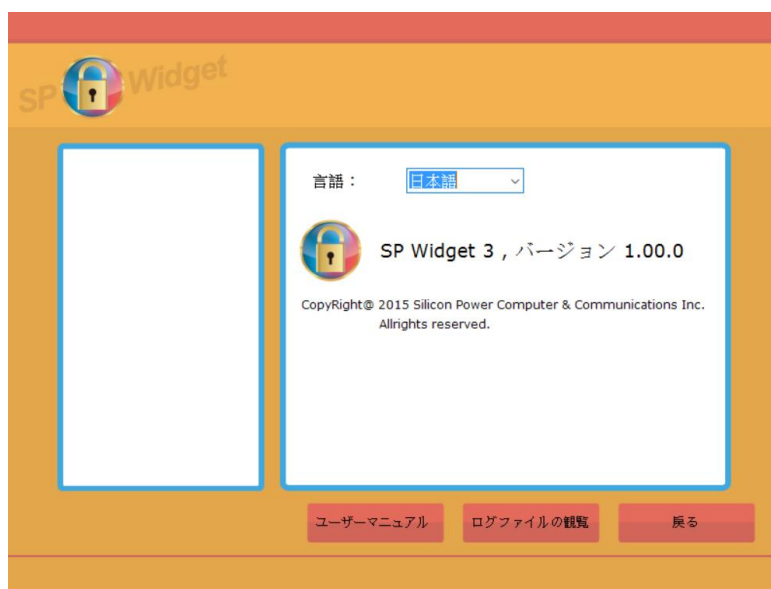 SP Widget
言語：
日本語
SP Widget 3 , バージョン 1.00.0
CopyRight@ 2015 Silicon Power Computer & Communications Inc.
Allrights reserved.
ユーザーマニュアル
ログファイルの観覧
戻る